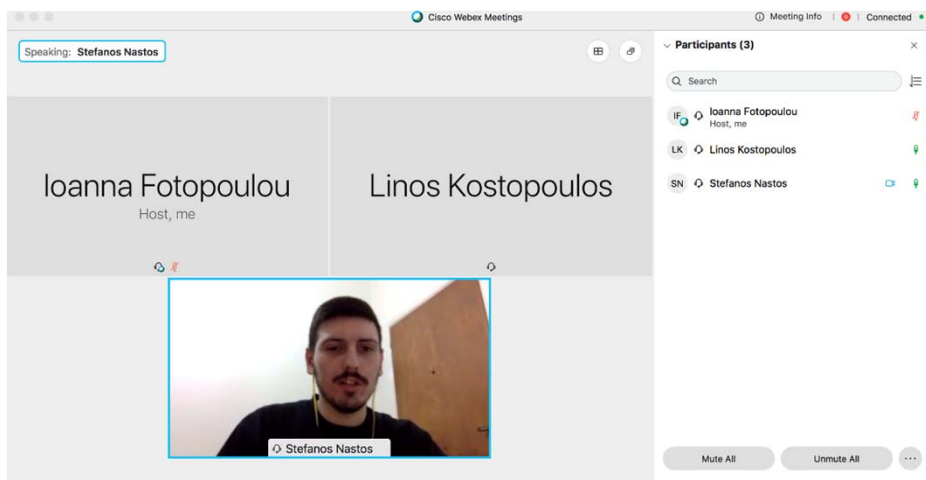 Cisco Webex Meetings
Meeting Info
Connected
Speaking: Stefanos Nastos
Ioanna Fotopoulou
Host, me
Linos Kostopoulos
Stefanos Nastos
Participants (3)
Search
IF Ioanna Fotopoulou
Host, me
LK Linos Kostopoulos
SN Stefanos Nastos
Mute All
Unmute All